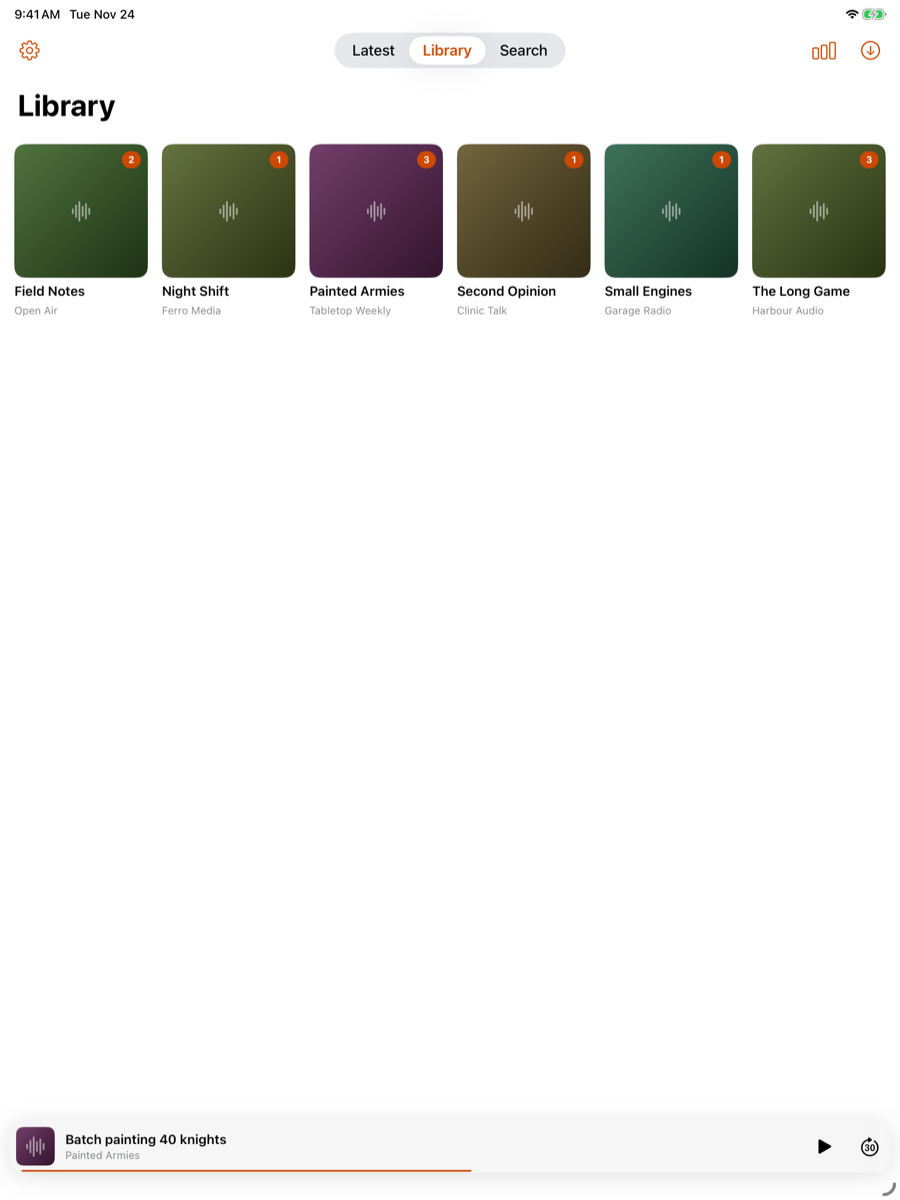 9:41 AM Tue Nov 24
Latest Library Search
Library
2 1 3 1 1 3
Field Notes Night Shift Painted Armies Second Opinion Small Engines The Long Game
Open Air Ferro Media Tabletop Weekly Clinic Talk Garage Radio Harbour Audio
Batch painting 40 knights
Painted Armies
30